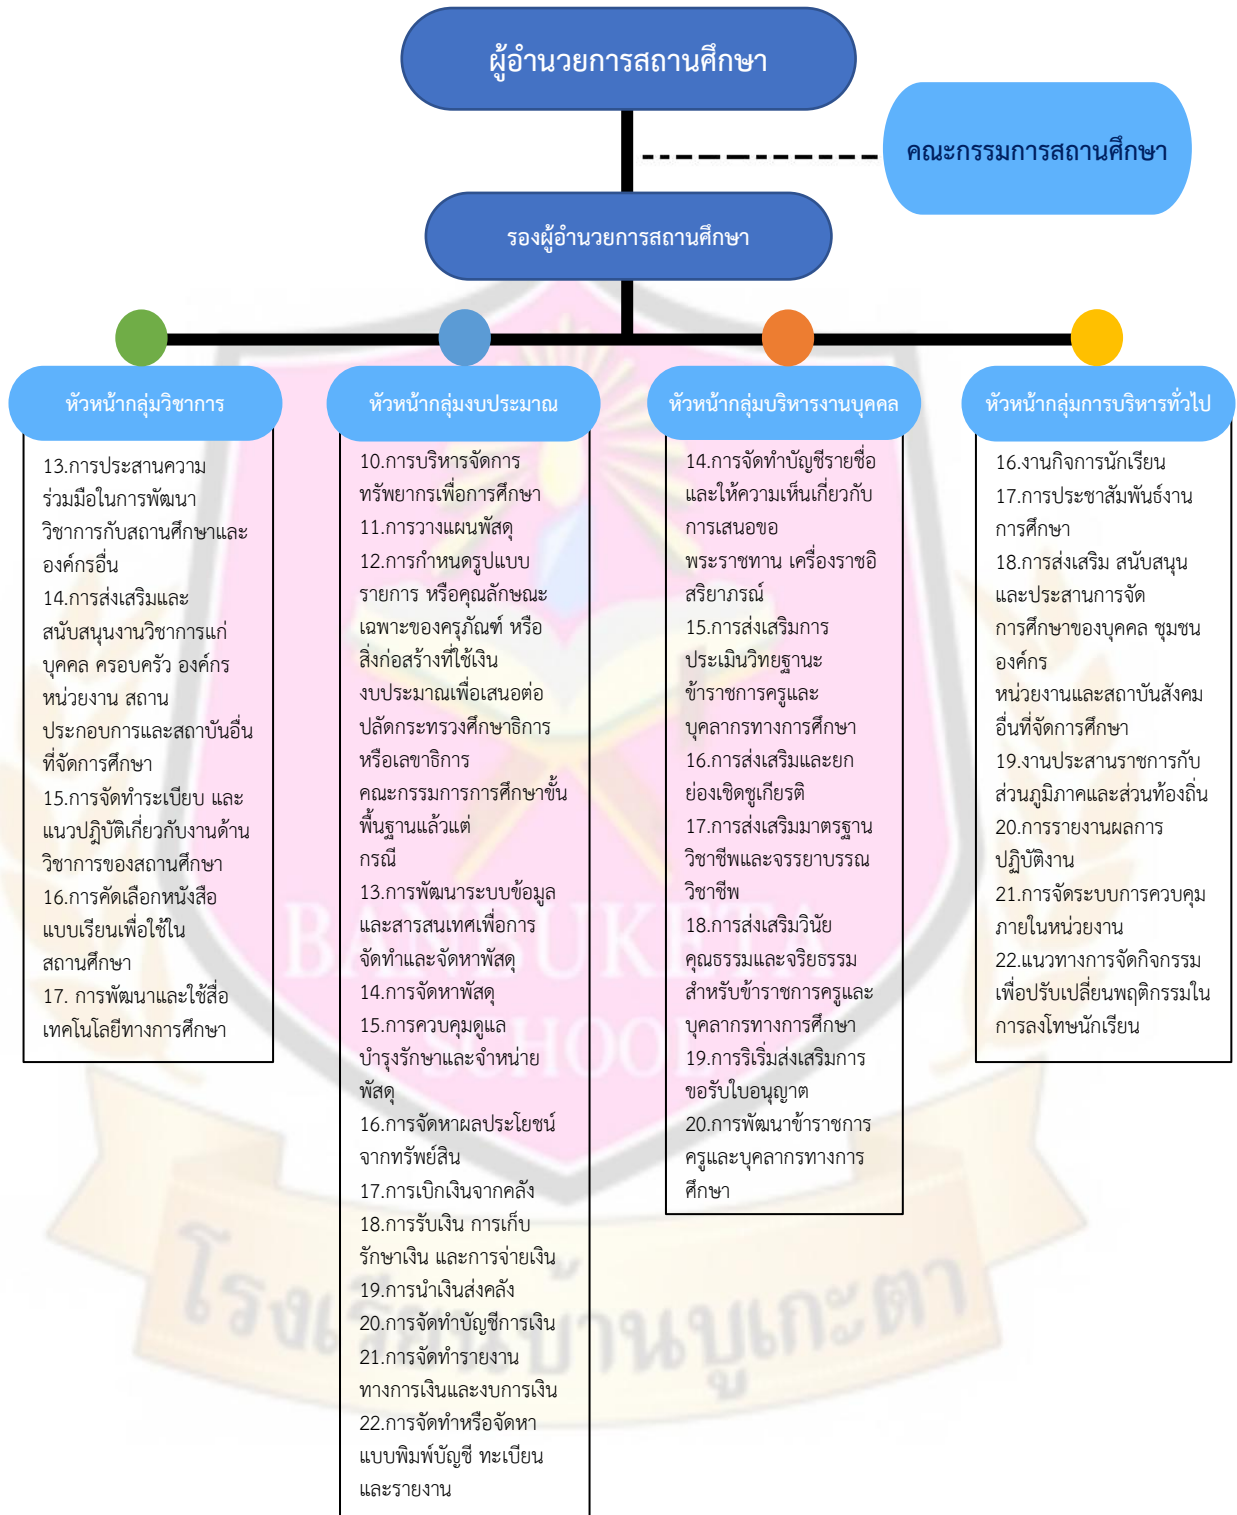 ผู้อำนวยการสถานศึกษา
คณะกรรมการสถานศึกษา
รองผู้อำนวยการสถานศึกษา
หัวหน้ากลุ่มวิชาการ
13.การประสานความ
ร่วมมือในการพัฒนา
วิชาการกับสถานศึกษาและ
องค์กรอื่น
14.การส่งเสริมและ
สนับสนุนงานวิชาการแก่
บุคคล ครอบครัว องค์กร
หน่วยงาน สถาน
ประกอบการและสถาบันอื่น
ที่จัดการศึกษา
15.การจัดทำระเบียบ และ
แนวปฏิบัติเกี่ยวกับงานด้าน
วิชาการของสถานศึกษา
16.การคัดเลือกหนังสือ
แบบเรียนเพื่อใช้ใน
สถานศึกษา
17. การพัฒนาและใช้สื่อ
เทคโนโลยีทางการศึกษา
หัวหน้ากลุ่มงบประมาณ
10.การบริหารจัดการ
ทรัพยากรเพื่อการศึกษา
11.การวางแผนพัสดุ
12.การกำหนดรูปแบบ
รายการ หรือคุณลักษณะ
เฉพาะของครุภัณฑ์ หรือ
สิ่งก่อสร้างที่ใช้เงิน
งบประมาณเพื่อเสนอต่อ
ปลัดกระทรวงศึกษาธิการ
หรือเลขาธิการ
คณะกรรมการการศึกษาขั้น
พื้นฐานแล้วแต่
กรณี
13.การพัฒนาระบบข้อมูล
และสารสนเทศเพื่อการ
จัดทำและจัดหาพัสดุ
14.การจัดหาพัสดุ
15.การควบคุมดูแล
บำรุงรักษาและจำหน่าย
พัสดุ
16.การจัดหาผลประโยชน์
จากทรัพย์สิน
17.การเบิกเงินจากคลัง
18.การรับเงิน การเก็บ
รักษาเงิน และการจ่ายเงิน
19.การนำเงินส่งคลัง
20.การจัดทำบัญชีการเงิน
21.การจัดทำรายงาน
ทางการเงินและงบการเงิน
22.การจัดทำหรือจัดหา
แบบพิมพ์บัญชี ทะเบียน
และรายงาน
หัวหน้ากลุ่มบริหารงานบุคคล
14.การจัดทำบัญชีรายชื่อ
และให้ความเห็นเกี่ยวกับ
การเสนอขอ
พระราชทาน เครื่องราชอิ
สริยาภรณ์
15.การส่งเสริมการ
ประเมินวิทยฐานะ
ข้าราชการครูและ
บุคลากรทางการศึกษา
16.การส่งเสริมและยก
ย่องเชิดชูเกียรติ
17.การส่งเสริมมาตรฐาน
วิชาชีพและจรรยาบรรณ
วิชาชีพ
18.การส่งเสริมวินัย
คุณธรรมและจริยธรรม
สำหรับข้าราชการครูและ
บุคลากรทางการศึกษา
19.การริเริ่มส่งเสริมการ
ขอรับใบอนุญาต
20.การพัฒนาข้าราชการ
ครูและบุคลากรทางการ
ศึกษา
หัวหน้ากลุ่มการบริหารทั่วไป
16.งานกิจการนักเรียน
17.การประชาสัมพันธ์งาน
การศึกษา
18.การส่งเสริม สนับสนุน
และประสานการจัด
การศึกษาของบุคคล ชุมชน
องค์กร
หน่วยงานและสถาบันสังคม
อื่นที่จัดการศึกษา
19.งานประสานราชการกับ
ส่วนภูมิภาคและส่วนท้องถิ่น
20.การรายงานผลการ
ปฏิบัติงาน
21.การจัดระบบการควบคุม
ภายในหน่วยงาน
22.แนวทางการจัดกิจกรรม
เพื่อปรับเปลี่ยนพฤติกรรมใน
การลงโทษนักเรียน
BANBUKETA
SCHOOL
โรงเรียนบ้านบูเกะตา